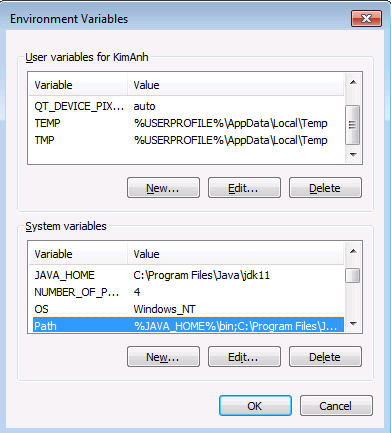 Environment Variables
User variables for KimAnh
Variable Value
QT_DEVICE_PIX... auto
TEMP %USERPROFILE%\AppData\Local\Temp
TMP %USERPROFILE%\AppData\Local\Temp
New... Edit... Delete
System variables
Variable Value
JAVA_HOME C:\Program Files\Java\jdk11
NUMBER_OF_P... 4
OS Windows_NT
Path %JAVA_HOME%\bin;C:\Program Files\J...
New... Edit... Delete
OK Cancel